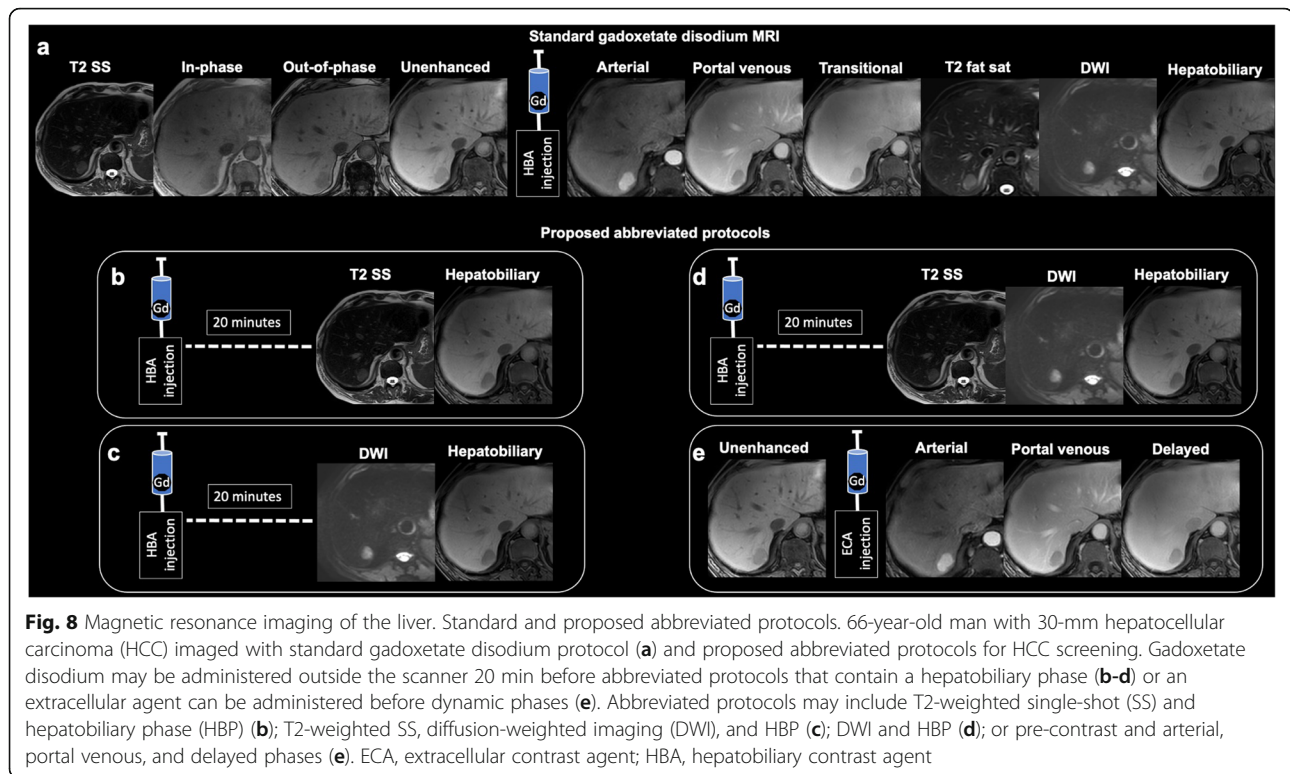 a
Standard gadoxetate disodium MRI
T2 SS
In-phase
Out-of-phase
Unenhanced
Gd
HBA
injection
Arterial
Portal venous
Transitional
T2 fat sat
DWI
Hepatobiliary
Proposed abbreviated protocols
b
Gd
HBA
injection
20 minutes
T2 SS
Hepatobiliary
d
Gd
HBA
injection
20 minutes
T2 SS
DWI
Hepatobiliary
c
Gd
HBA
injection
20 minutes
DWI
Hepatobiliary
e
Unenhanced
Gd
ECA
injection
Arterial
Portal venous
Delayed
Fig. 8 Magnetic resonance imaging of the liver. Standard and proposed abbreviated protocols. 66-year-old man with 30-mm hepatocellular
carcinoma (HCC) imaged with standard gadoxetate disodium protocol (a) and proposed abbreviated protocols for HCC screening. Gadoxetate
disodium may be administered outside the scanner 20 min before abbreviated protocols that contain a hepatobiliary phase (b-d) or an
extracellular agent can be administered before dynamic phases (e). Abbreviated protocols may include T2-weighted single-shot (SS) and
hepatobiliary phase (HBP) (b); T2-weighted SS, diffusion-weighted imaging (DWI), and HBP (c); DWI and HBP (d); or pre-contrast and arterial,
portal venous, and delayed phases (e). ECA, extracellular contrast agent; HBA, hepatobiliary contrast agent